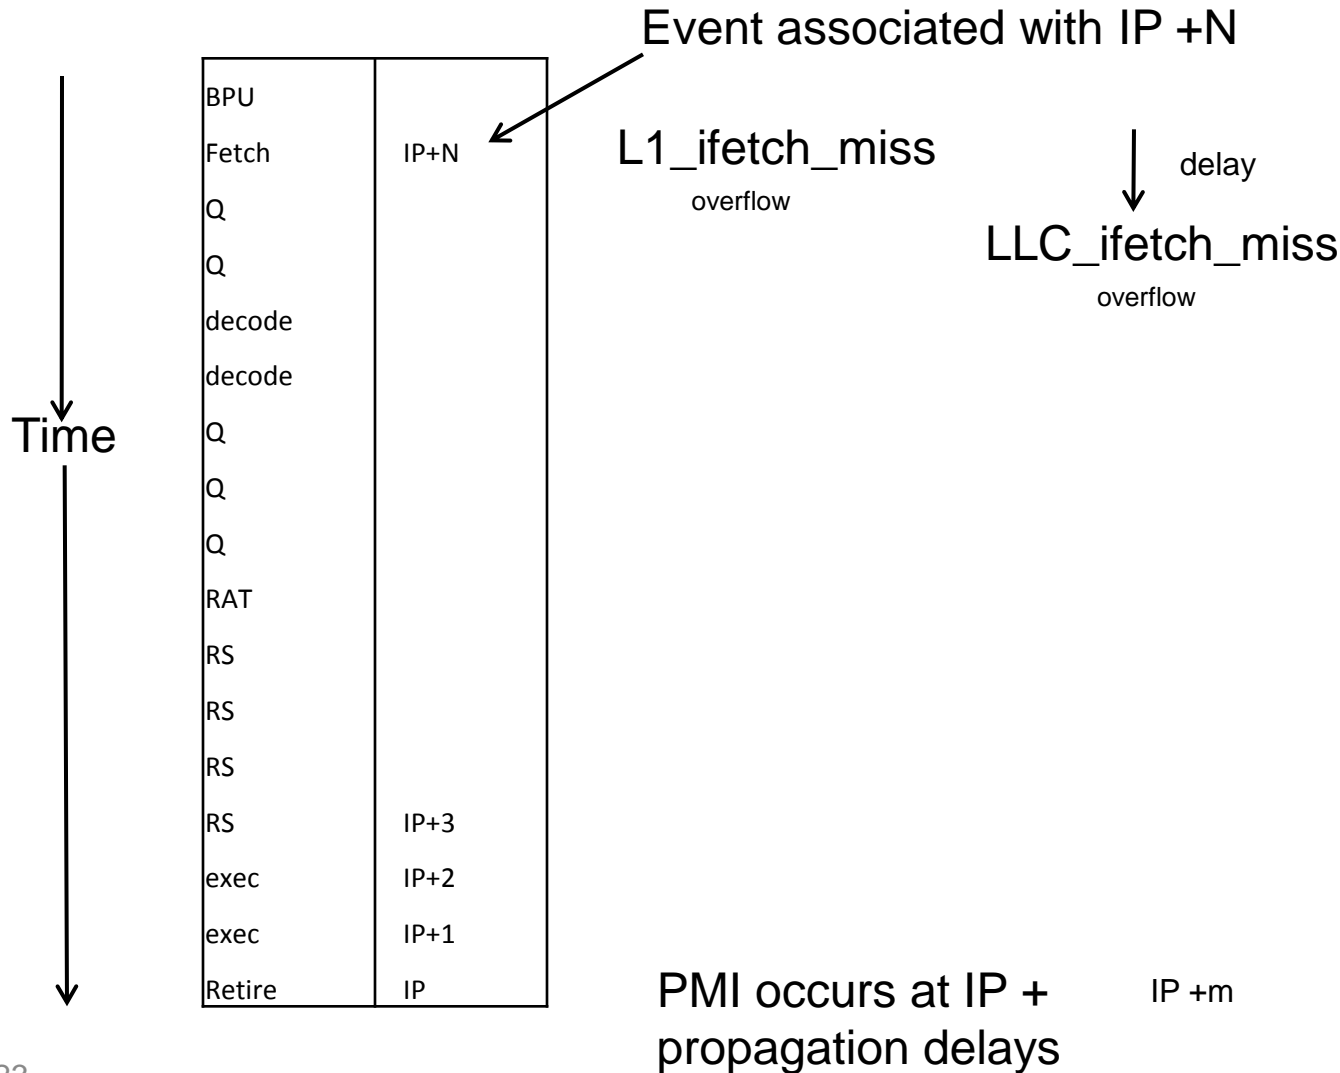 Event associated with IP +N
BPU
Fetch IP+N
L1_ifetch_miss
overflow
delay
LLC_ifetch_miss
overflow
Q
Q
decode
decode
Time
Q
Q
Q
RAT
RS
RS
RS
RS IP+3
exec IP+2
exec IP+1
Retire IP
PMI occurs at IP +
propagation delays
IP +m